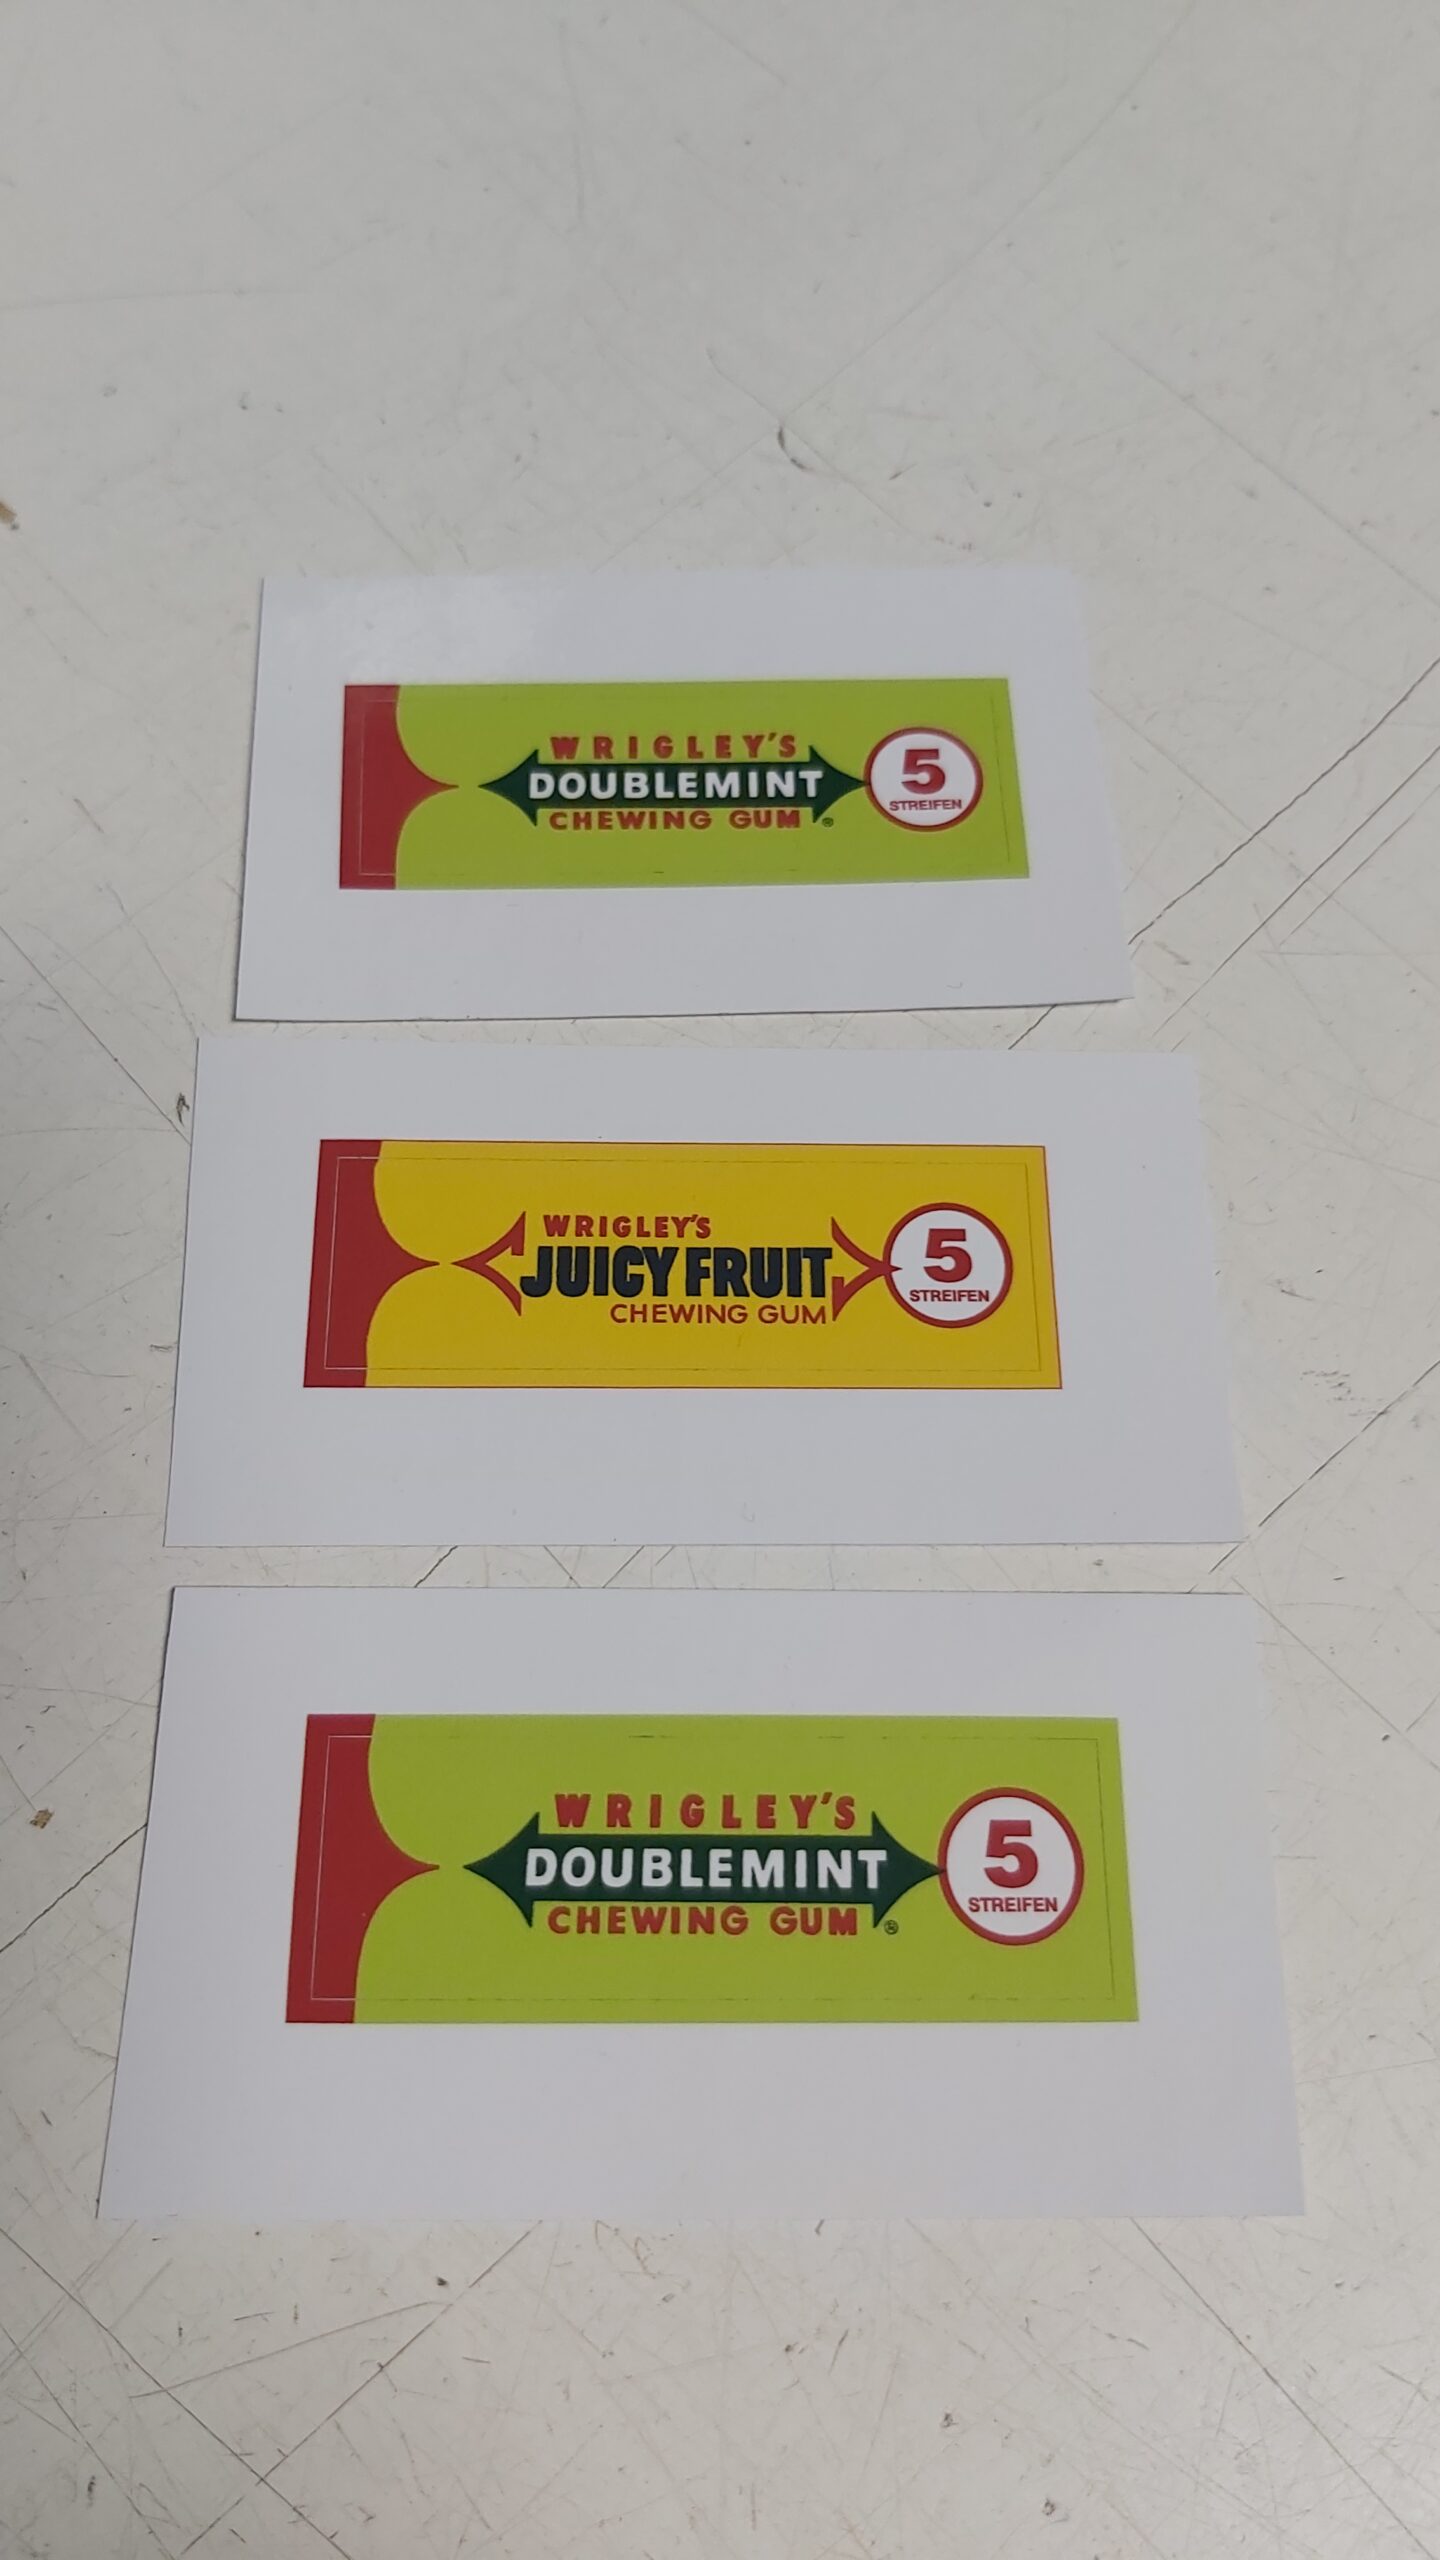 WRIGLEY'S
DOUBLEMINT
CHEWING GUM ®
5
STREIFEN
WRIGLEY'S
JUICY FRUIT
CHEWING GUM
5
STREIFEN
WRIGLEY'S
DOUBLEMINT
CHEWING GUM ®
5
STREIFEN